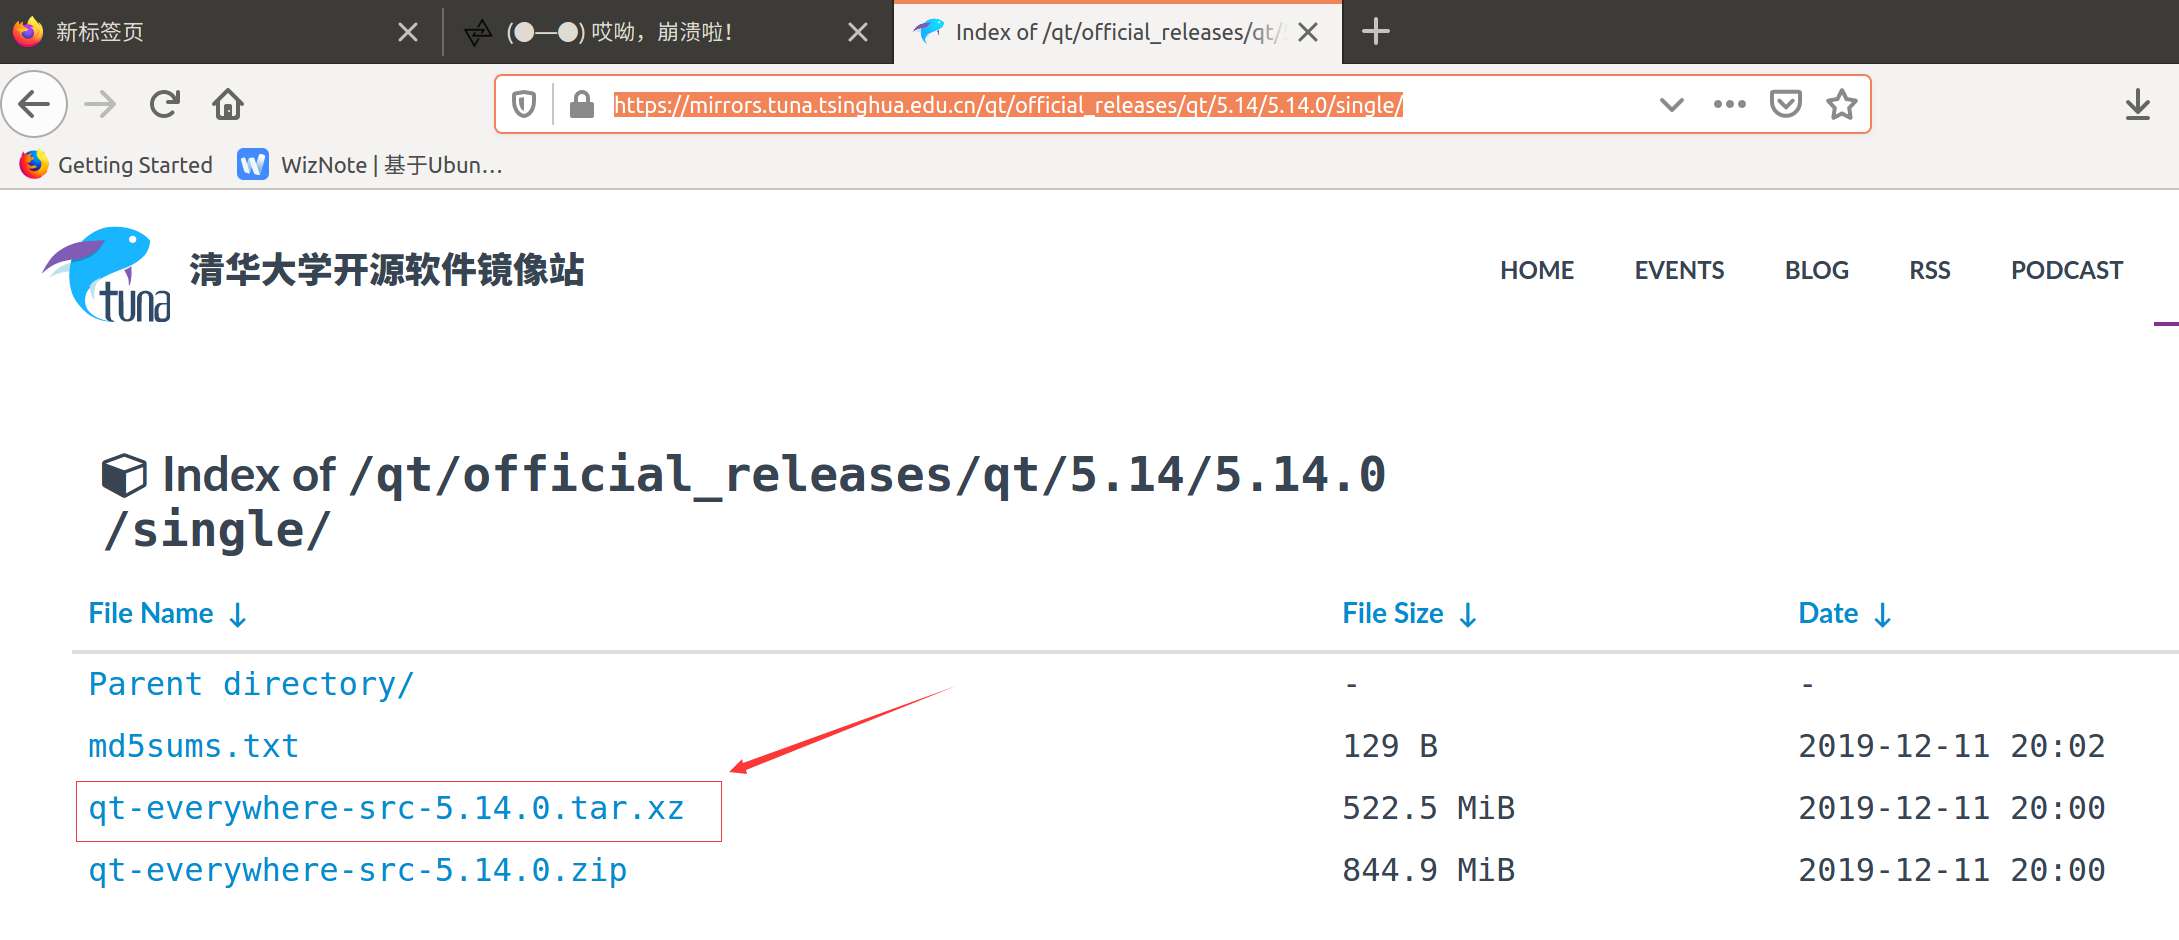 新标签页
(●—●) 哎呦，崩溃啦！
Index of /qt/official_releases/qt/
https://mirrors.tuna.tsinghua.edu.cn/qt/official_releases/qt/5.14/5.14.0/single/
Getting Started
WizNote | 基于Ubun…
tuna
清华大学开源软件镜像站
HOME EVENTS BLOG RSS PODCAST
Index of /qt/official_releases/qt/5.14/5.14.0
/single/
File Name ↓ File Size ↓ Date ↓
Parent directory/ - -
md5sums.txt 129 B 2019-12-11 20:02
qt-everywhere-src-5.14.0.tar.xz 522.5 MiB 2019-12-11 20:00
qt-everywhere-src-5.14.0.zip 844.9 MiB 2019-12-11 20:00